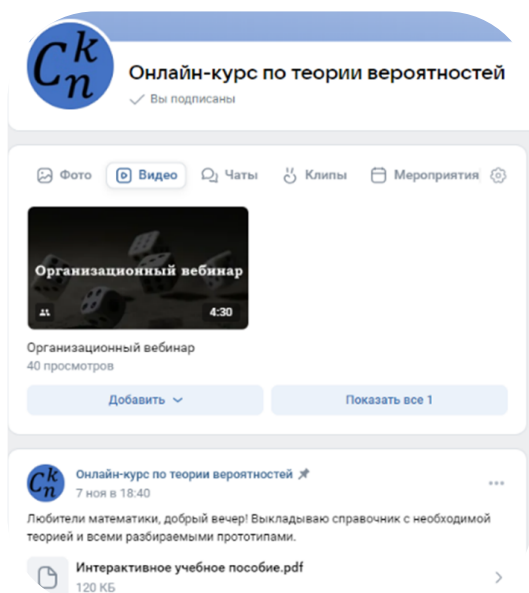 C k n
Онлайн-курс по теории вероятностей
Вы подписаны
Фото Видео Чаты Клипы Мероприятия
Организационный вебинар
4:30
Организационный вебинар
40 просмотров
Добавить Показать все 1
C k n
Онлайн-курс по теории вероятностей
7 ноя в 18:40
Любители математики, добрый вечер! Выкладываю справочник с необходимой
теорией и всеми разбираемыми прототипами.
Интерактивное учебное пособие.pdf
120 КБ